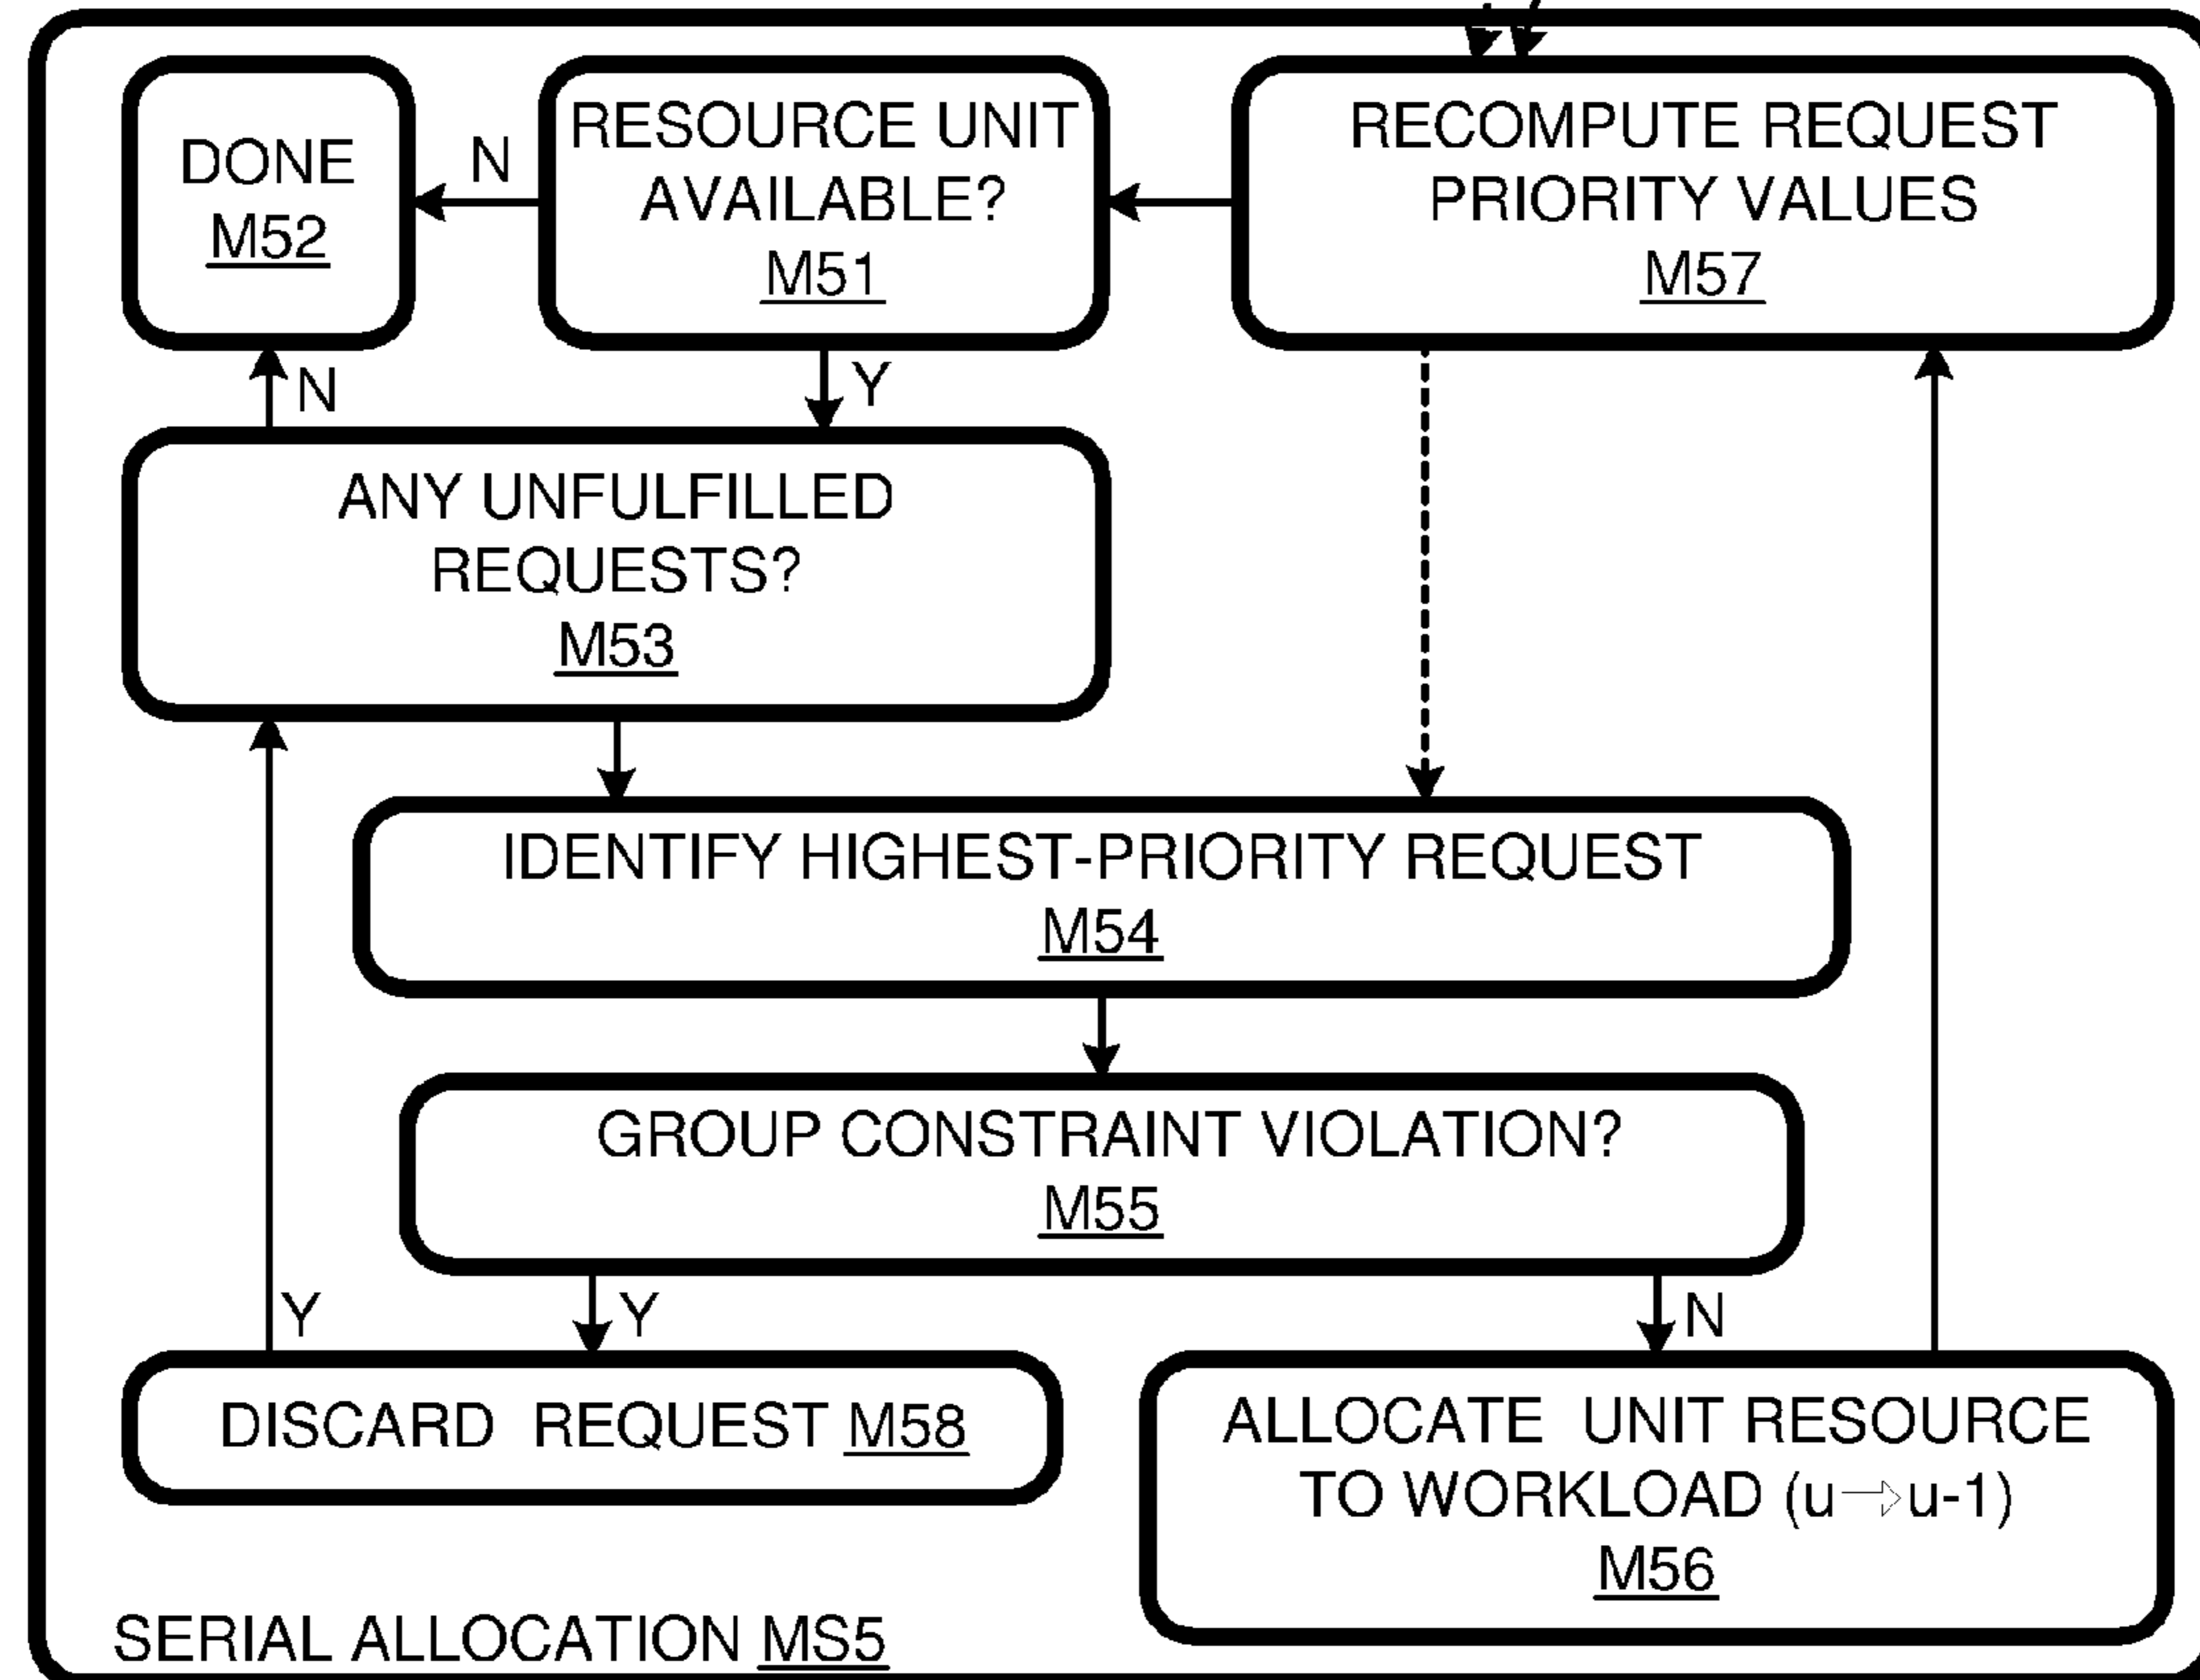 DONE
M52
N
RESOURCE UNIT
AVAILABLE?
M51
RECOMPUTE REQUEST
PRIORITY VALUES
M57
N
Y
ANY UNFULFILLED
REQUESTS?
M53
IDENTIFY HIGHEST-PRIORITY REQUEST
M54
GROUP CONSTRAINT VIOLATION?
M55
Y
Y
N
DISCARD REQUEST M58
ALLOCATE UNIT RESOURCE
TO WORKLOAD (u→u-1)
M56
SERIAL ALLOCATION MS5